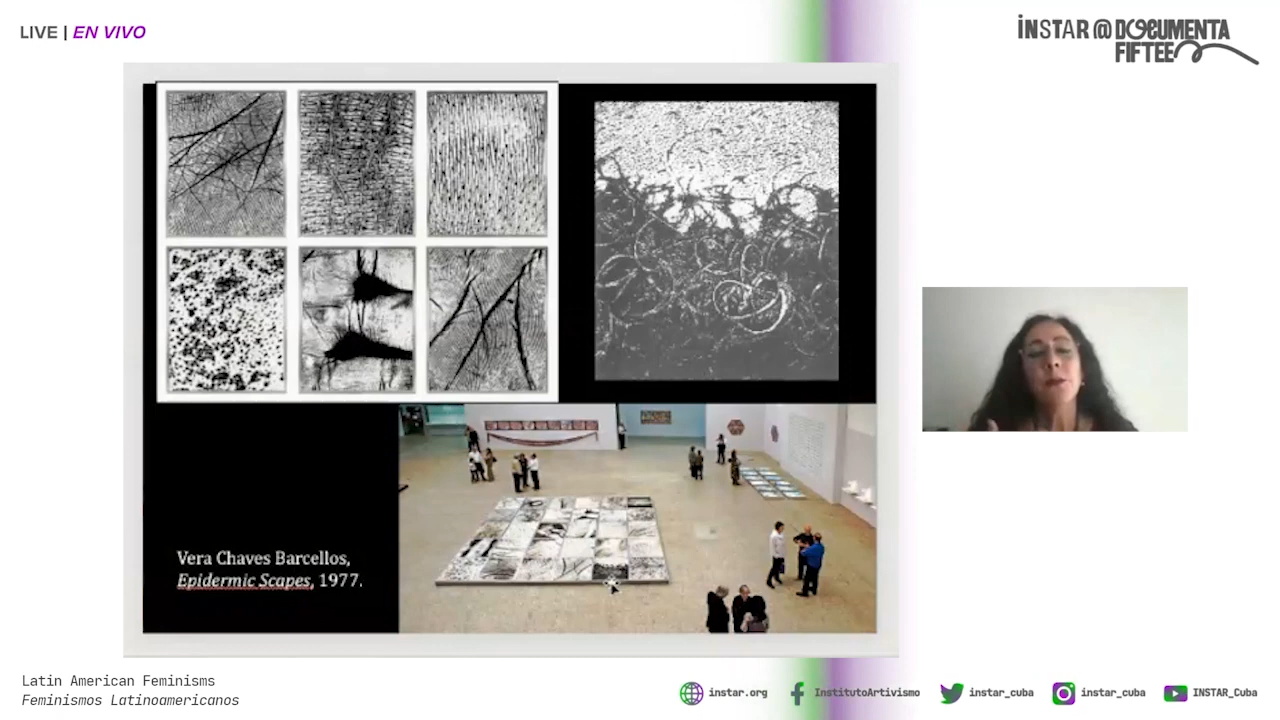 LIVE | EN VIVO
INSTAR @ DOCUMENTA
FIFTEEN
Vera Chaves Barcellos,
Epidermic Scapes, 1977.
Latin American Feminisms
Feminismos Latinoamericanos
instar.org
InstitutoArtivismo
instar_cuba
instar_cuba
INSTAR_Cuba